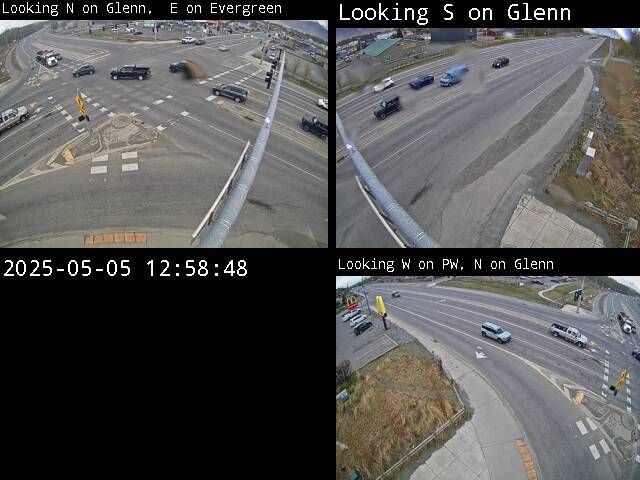 Looking N on Glenn, E on Evergreen
Looking S on Glenn
2025-05-05 12:58:48
Looking W on PW, N on Glenn